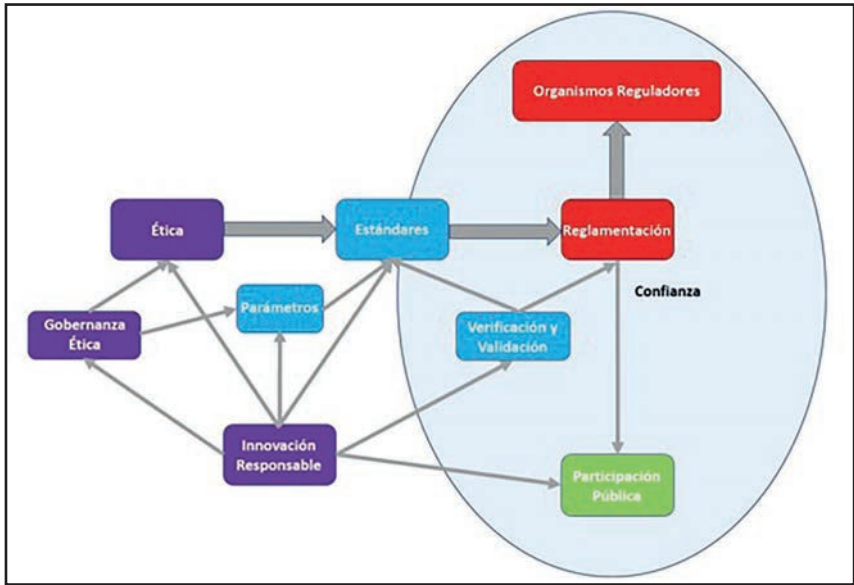 Organismos Reguladores
Ética
Estándares
Reglamentación
Confianza
Gobernanza
Ética
Parámetros
Verificación y
Validación
Innovación
Responsable
Participación
Pública